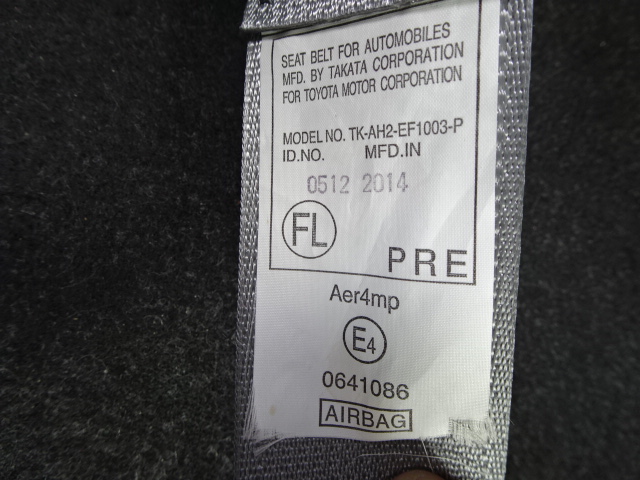 SEAT BELT FOR AUTOMOBILES
MFD. BY TAKATA CORPORATION
FOR TOYOTA MOTOR CORPORATION
MODEL NO. TK-AH2-EF1003-P
ID.NO. MFD.IN
0512 2014
FL
PRE
Aer4mp
E4
0641086
AIRBAG